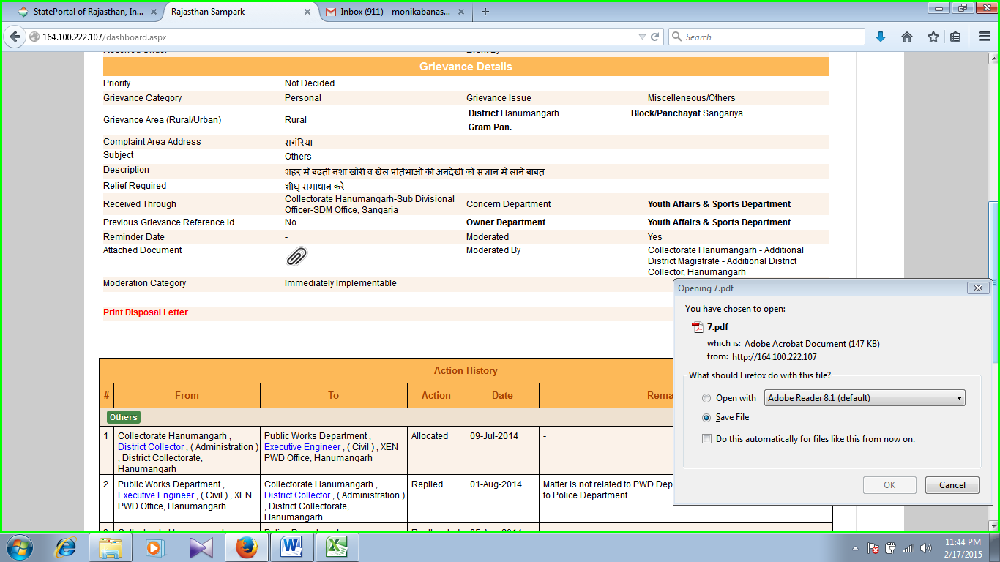 StatePortal of Rajasthan, In...
Rajasthan Sampark
Inbox (911) - monikabanas...
164.100.222.107/dashboard.aspx
Search
Grievance Details
Priority Not Decided
Grievance Category Personal Grievance Issue Miscelleneous/Others
Grievance Area (Rural/Urban) Rural District Hanumangarh Block/Panchayat Sangariya
Gram Pan.
Complaint Area Address सगंरिया
Subject Others
Description शहर मे बढती नशा खोरी व खेल प्रतिभाओ की अनदेखी को सज्ञांन मे लाने बाबत
Relief Required शीघ् समाधान करे
Received Through Collectorate Hanumangarh-Sub Divisional Officer-SDM Office, Sangaria Concern Department Youth Affairs & Sports Department
Previous Grievance Reference Id No Owner Department Youth Affairs & Sports Department
Reminder Date - Moderated Yes
Attached Document Moderated By Collectorate Hanumangarh - Additional
District Magistrate - Additional District
Collector, Hanumangarh
Moderation Category Immediately Implementable
Print Disposal Letter
Action History
# From To Action Date Rema
Others
1 Collectorate Hanumangarh ,
District Collector , ( Administration )
, District Collectorate,
Hanumangarh
Public Works Department ,
Executive Engineer , ( Civil ) , XEN
PWD Office, Hanumangarh
Allocated 09-Jul-2014 -
2 Public Works Department ,
Executive Engineer , ( Civil ) , XEN
PWD Office, Hanumangarh
Collectorate Hanumangarh ,
District Collector , ( Administration )
, District Collectorate,
Hanumangarh
Replied 01-Aug-2014 Matter is not related to PWD Dep
to Police Department.
Opening 7.pdf
You have chosen to open:
7.pdf
which is: Adobe Acrobat Document (147 KB)
from: http://164.100.222.107
What should Firefox do with this file?
Open with Adobe Reader 8.1 (default)
Save File
Do this automatically for files like this from now on.
OK Cancel
11:44 PM
2/17/2015